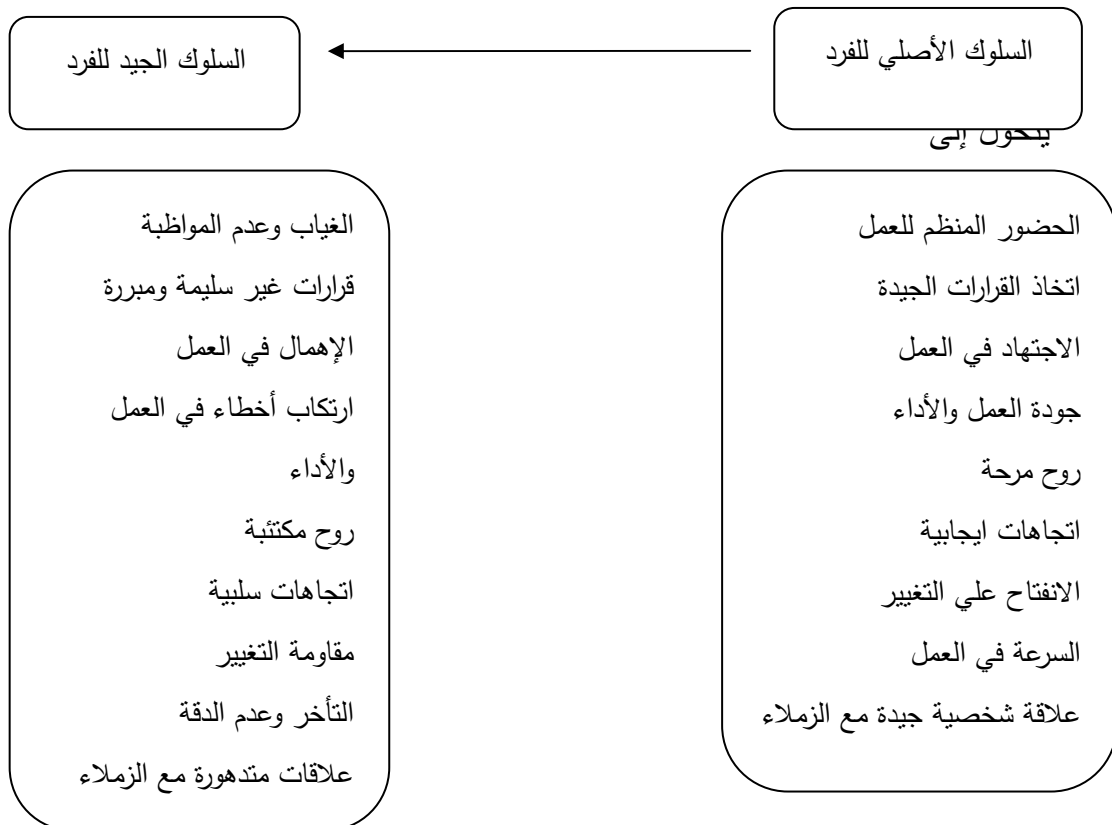 السلوك الأصلي للفرد
السلوك الجيد للفرد
يتحول إلى
الحضور المنظم للعمل
اتخاذ القرارات الجيدة
الاجتهاد في العمل
جودة العمل والأداء
روح مرحة
اتجاهات ايجابية
الانفتاح علي التغيير
السرعة في العمل
علاقة شخصية جيدة مع الزملاء
الغياب وعدم المواظبة
قرارات غير سليمة ومبررة
الإهمال في العمل
ارتكاب أخطاء في العمل
والأداء
روح مكتئبة
اتجاهات سلبية
مقاومة التغيير
التأخر وعدم الدقة
علاقات متدهورة مع الزملاء